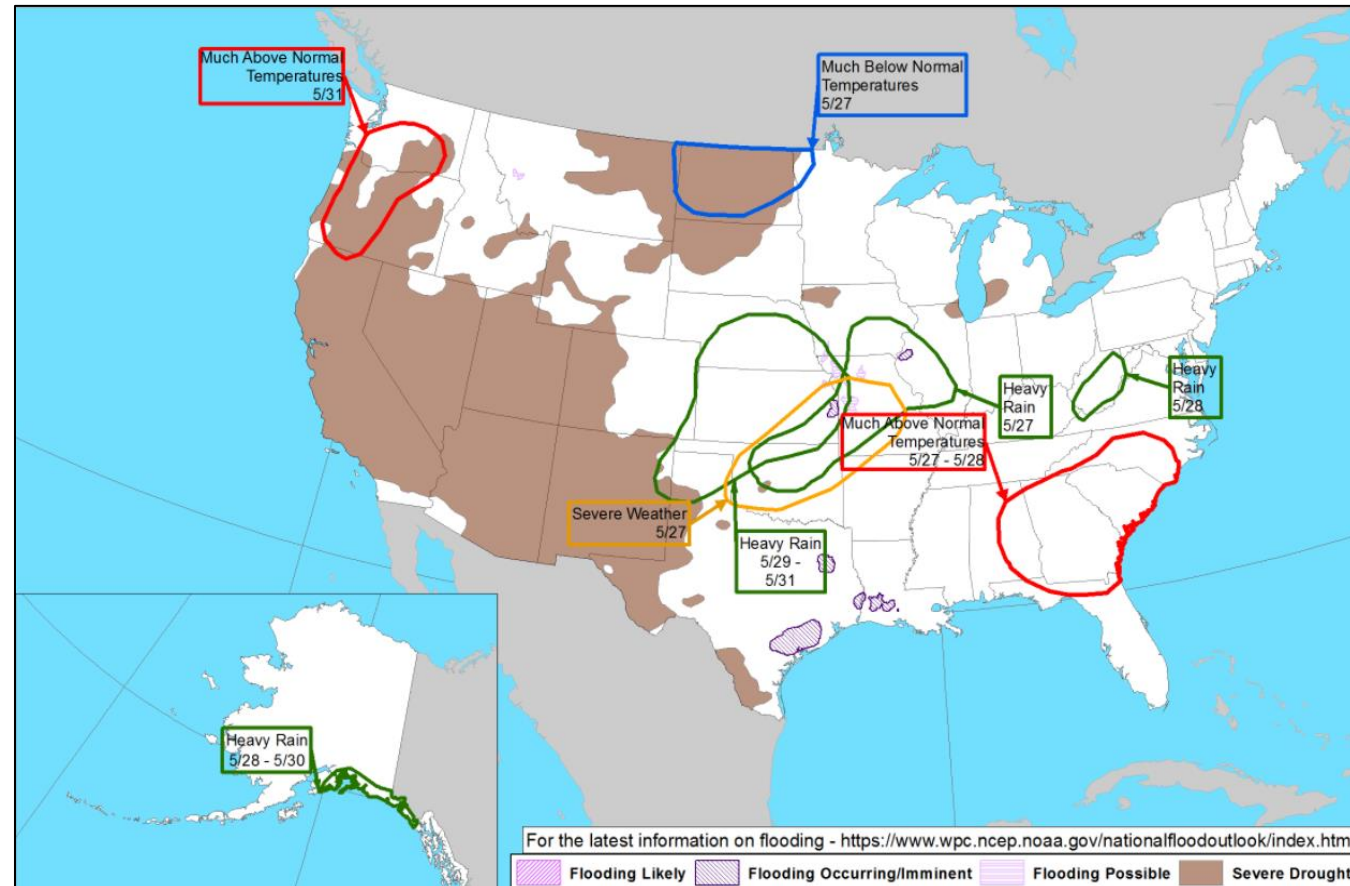 Much Above Normal
Temperatures
5/31
Much Below Normal
Temperatures
5/27
Heavy
Rain
5/27
Heavy
Rain
5/28
Much Above Normal
Temperatures
5/27 - 5/28
Severe Weather
5/27
Heavy Rain
5/29 -
5/31
Heavy Rain
5/28 - 5/30
For the latest information on flooding - https://www.wpc.ncep.noaa.gov/nationalfloodoutlook/index.htm
Flooding Likely
Flooding Occurring/Imminent
Flooding Possible
Severe Drought